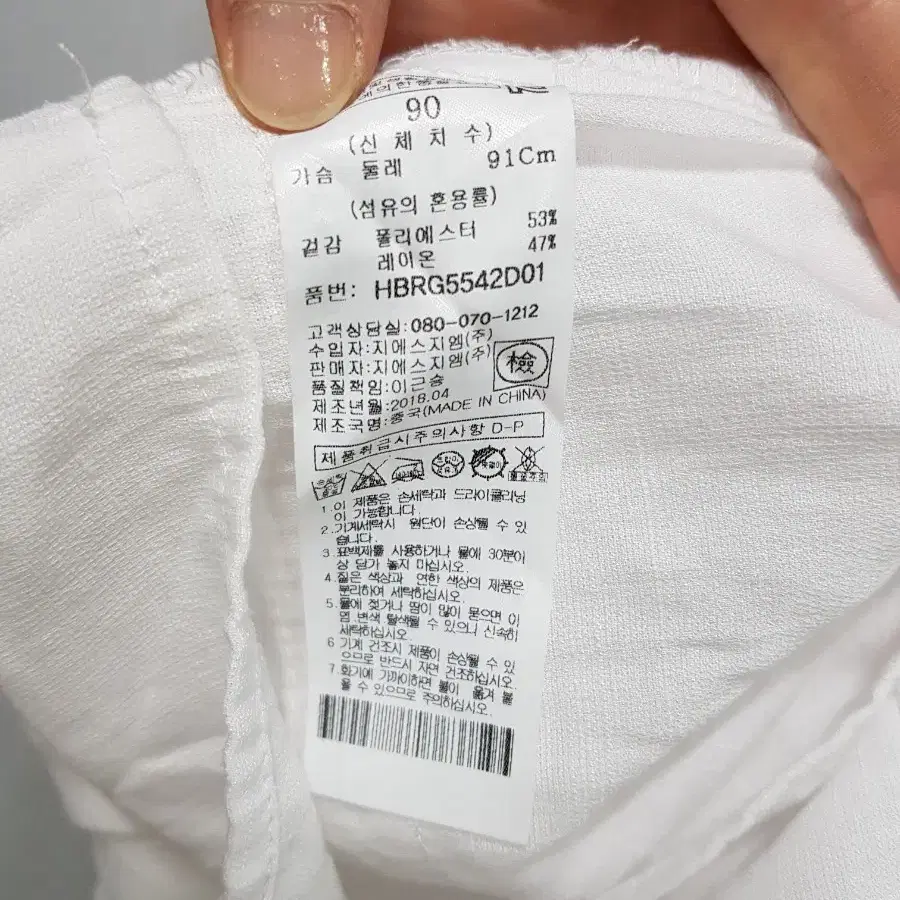 에의한품질
90
(신체치수)
가슴 둘레 91Cm
(섬유의 혼용률)
겉감 폴리에스터 53%
레이온 47%
품번: HBRG5542D01
고객상담실:080-070-1212
수입자:지에스지엠(주)
판매자:지에스지엠(주)
檢
품질책임:이근승
제조년월:2018.04
제조국명:중국(MADE IN CHINA)
제품취급시주의사항 D-P
1.이 제품은 손세탁과 드라이클리닝
이 가능합니다.
2.기계세탁시 원단이 손상될 수 있
습니다.
3.표백제를 사용하거나 물에 30분이
상 담가 놓지 마십시오.
4.짙은 색상과 연한 색상의 제품은
분리하여 세탁하십시오.
5.물에 젖거나 땀이 많이 묻으면 이
염 변색 탈색될 수 있으니 신속히
세탁하십시오.
6.기계 건조시 제품이 손상될 수 있
으므로 반드시 자연 건조하십시오.
7.화기에 가까이하면 불이 옮겨 붙
을 수 있으므로 주의하십시오.